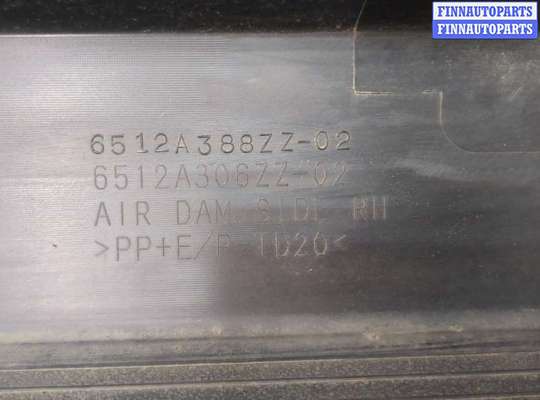 FINNAUTOPARTS
FINNAUTOPARTS
6512A388ZZ-02
6512A306ZZ-02
AIR DAM SIDE RH
>PP+E/P-TD20<